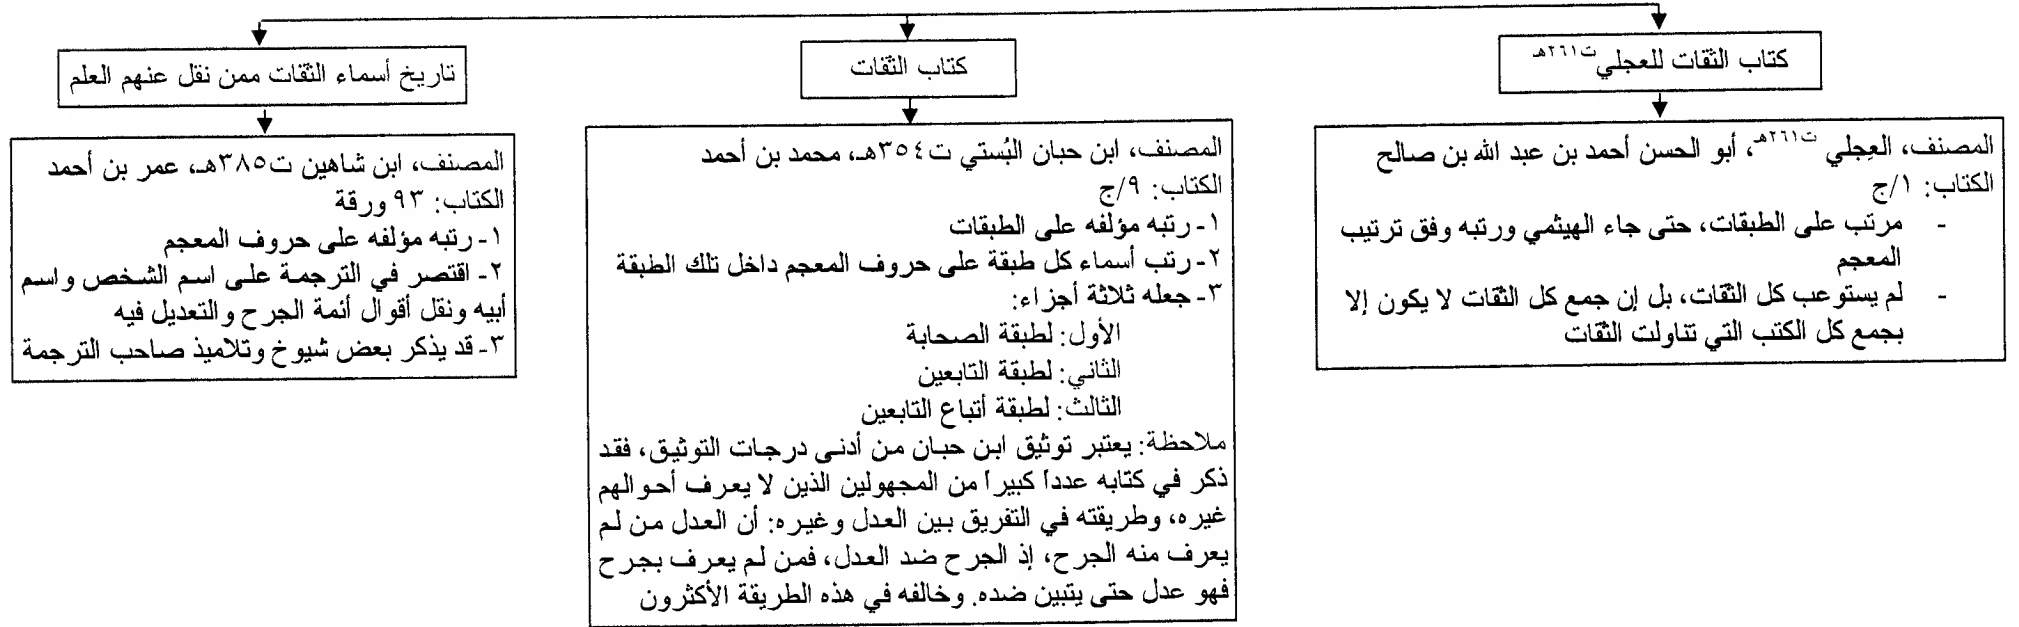 كتاب الثقات للعجلي ت٢٦١هـ
المصنف، العِجلي ت٢٦١هـ، أبو الحسن أحمد بن عبد الله بن صالح
الكتاب: ١/ج
- مرتب على الطبقات، حتى جاء الهيثمي ورتبه وفق ترتيب
المعجم
- لم يستوعب كل الثقات، بل إن جمع كل الثقات لا يكون إلا
بجمع كل الكتب التي تناولت الثقات
كتاب الثقات
المصنف، ابن حبان البُستي ت٣٥٤هـ، محمد بن أحمد
الكتاب: ٩/ج
١- رتبه مؤلفه على الطبقات
٢- رتب أسماء كل طبقة على حروف المعجم داخل تلك الطبقة
٣- جعله ثلاثة أجزاء:
الأول: لطبقة الصحابة
الثاني: لطبقة التابعين
الثالث: لطبقة أتباع التابعين
ملاحظة: يعتبر توثيق ابن حبان من أدنى درجات التوثيق، فقد
ذكر في كتابه عدداً كبيراً من المجهولين الذين لا يعرف أحوالهم
غيره، وطريقته في التفريق بين العدل وغيره: أن العدل من لم
يعرف منه الجرح، إذ الجرح ضد العدل، فمن لم يعرف بجرح
فهو عدل حتى يتبين ضده. وخالفه في هذه الطريقة الأكثرون
تاريخ أسماء الثقات ممن نقل عنهم العلم
المصنف، ابن شاهين ت٣٨٥هـ، عمر بن أحمد
الكتاب: ٩٣ ورقة
١- رتبه مؤلفه على حروف المعجم
٢- اقتصر في الترجمة على اسم الشخص واسم
أبيه ونقل أقوال أئمة الجرح والتعديل فيه
٣- قد يذكر بعض شيوخ وتلاميذ صاحب الترجمة